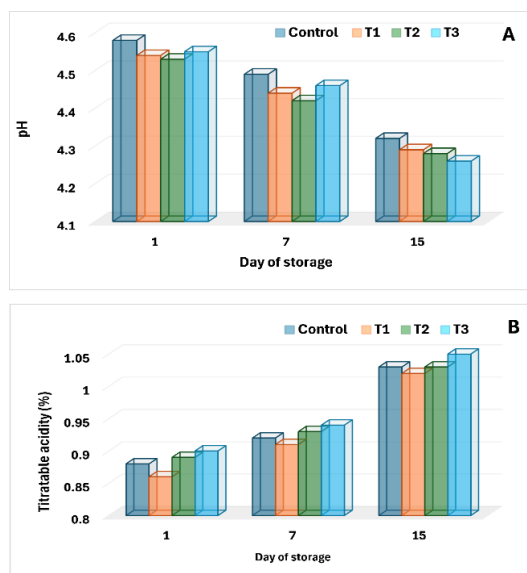 Control T1 T2 T3 A
4.6
4.5
4.4
4.3
4.2
4.1
pH
1 7 15
Day of storage
Control T1 T2 T3 B
1.05
1
0.95
0.9
0.85
0.8
Titratable acidity (%)
1 7 15
Day of storage